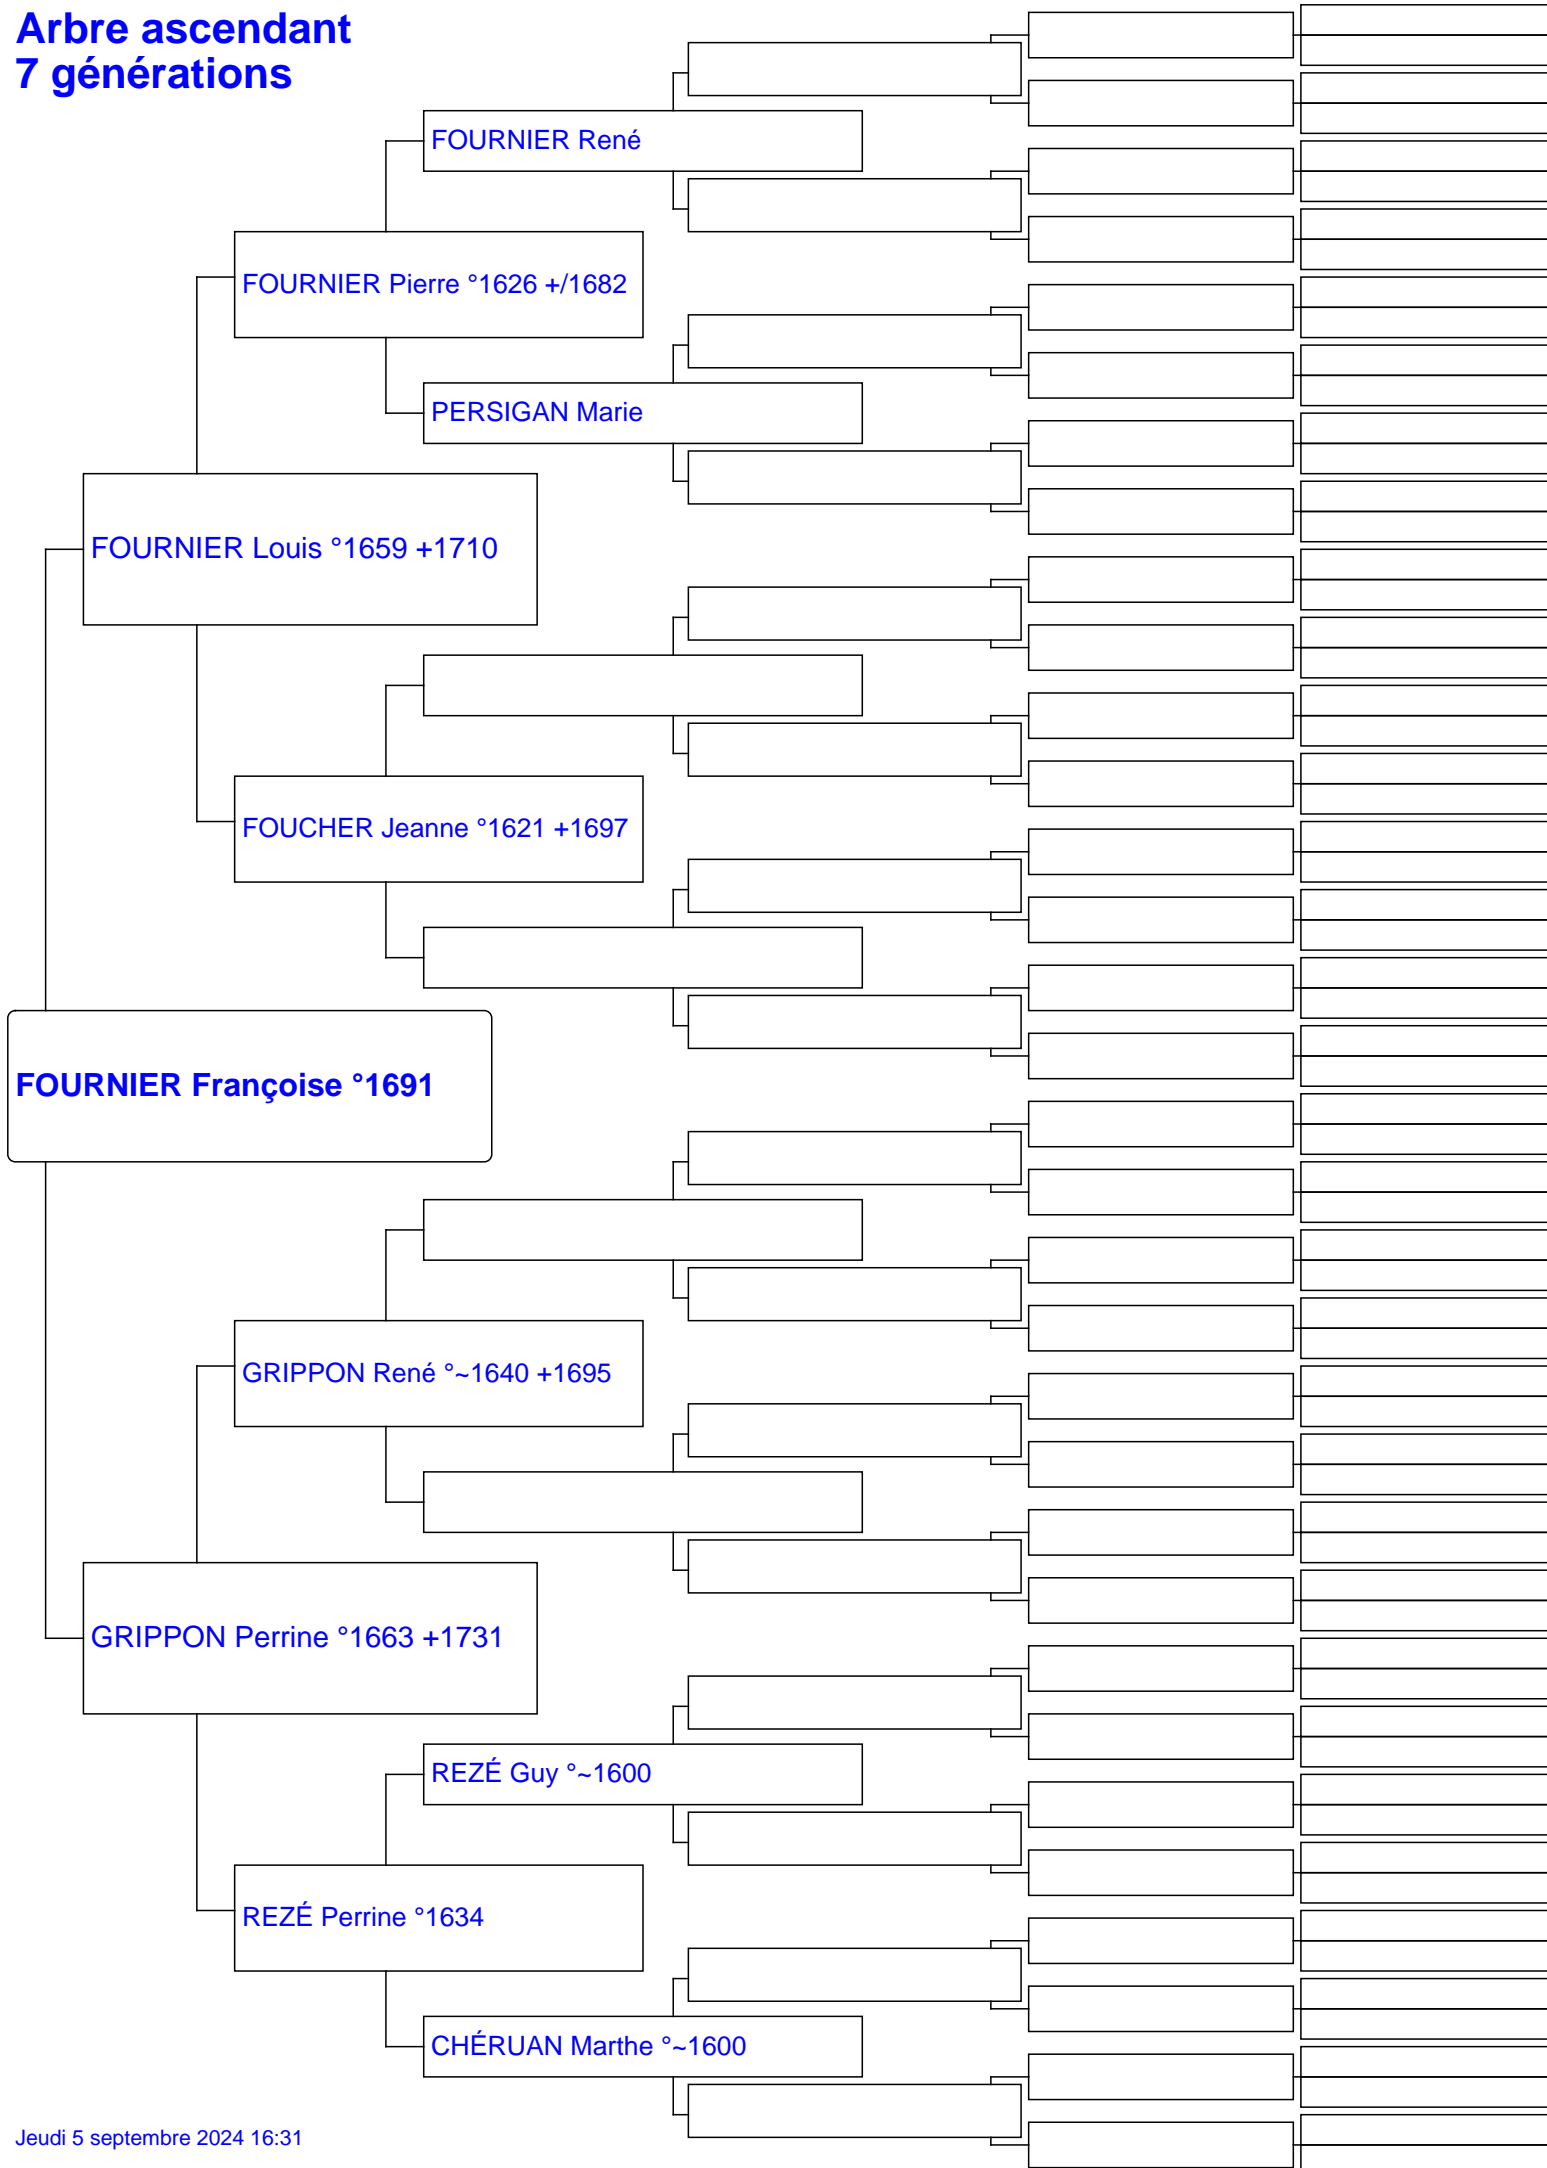 Arbre ascendant
7 générations
FOURNIER René
FOURNIER Pierre °1626 +/1682
PERSIGAN Marie
FOURNIER Louis °1659 +1710
FOUCHER Jeanne °1621 +1697
FOURNIER Françoise °1691
GRIPPON René °~1640 +1695
GRIPPON Perrine °1663 +1731
REZÉ Guy °~1600
REZÉ Perrine °1634
CHÉRUAN Marthe °~1600
Jeudi 5 septembre 2024 16:31